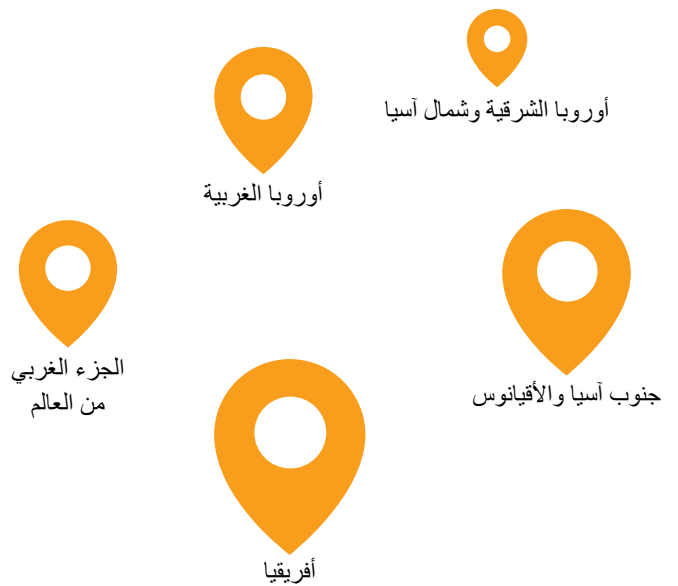 أوروبا الشرقية وشمال آسيا
أوروبا الغربية
الجزء الغربي
من العالم
جنوب آسيا والأقيانوس
أفريقيا